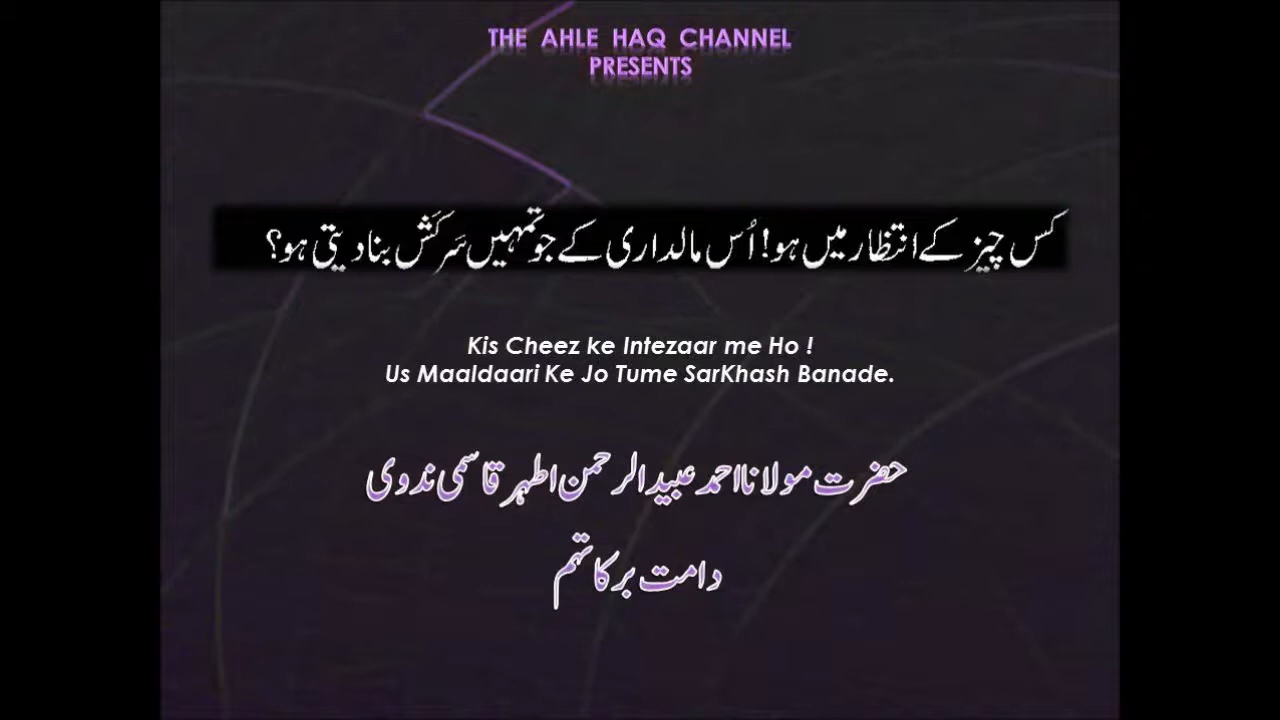 THE AHLE HAQ CHANNEL
PRESENTS
کس چیز کے انتظار میں ہو! اُس مالداری کے جو تمہیں سَرکَش بنا دیتی ہو؟
Kis Cheez ke Intezaar me Ho !
Us Maaldaari Ke Jo Tume SarKhash Banade.
حضرت مولانا احمد عبید الرحمن اطہر قاسمی ندوی
دامت برکاتہم